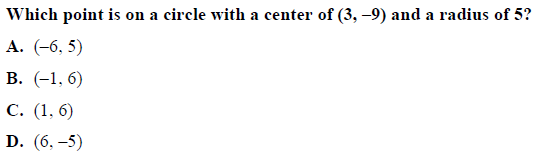 Which point is on a circle with a center of (3, –9) and a radius of 5?
A. (–6, 5)
B. (–1, 6)
C. (1, 6)
D. (6, –5)